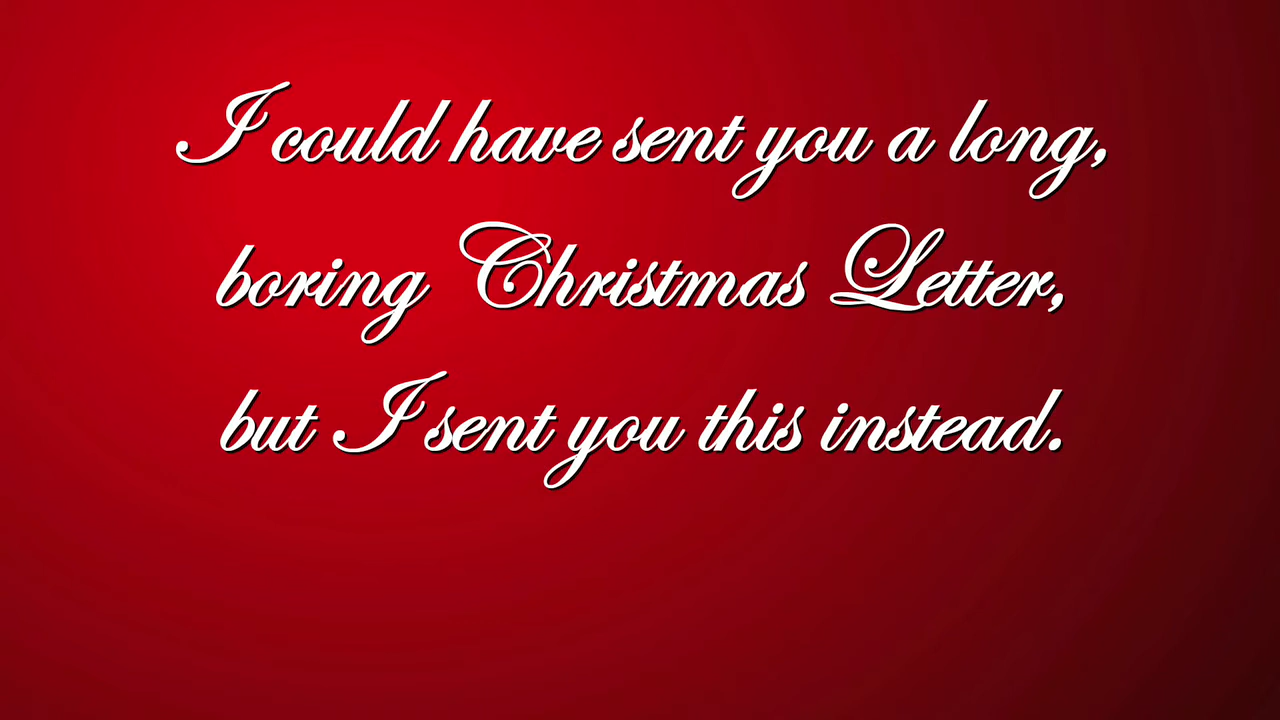 I could have sent you a long,
boring Christmas Letter,
but I sent you this instead.